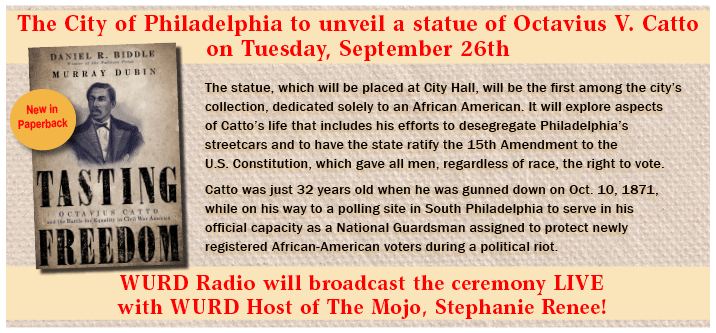 The City of Philadelphia to unveil a statue of Octavius V. Catto
on Tuesday, September 26th
DANIEL R. BIDDLE
Winner of the Pulitzer Prize
MURRAY DUBIN
New in
Paperback
TASTING
OCTAVIUS CATTO
and the Battle for Equality in Civil War America
FREEDOM
The statue, which will be placed at City Hall, will be the first among the city's
collection, dedicated solely to an African American. It will explore aspects
of Catto's life that includes his efforts to desegregate Philadelphia's
streetcars and to have the state ratify the 15th Amendment to the
U.S. Constitution, which gave all men, regardless of race, the right to vote.
Catto was just 32 years old when he was gunned down on Oct. 10, 1871,
while on his way to a polling site in South Philadelphia to serve in his
official capacity as a National Guardsman assigned to protect newly
registered African-American voters during a political riot.
WURD Radio will broadcast the ceremony LIVE
with WURD Host of The Mojo, Stephanie Renee!